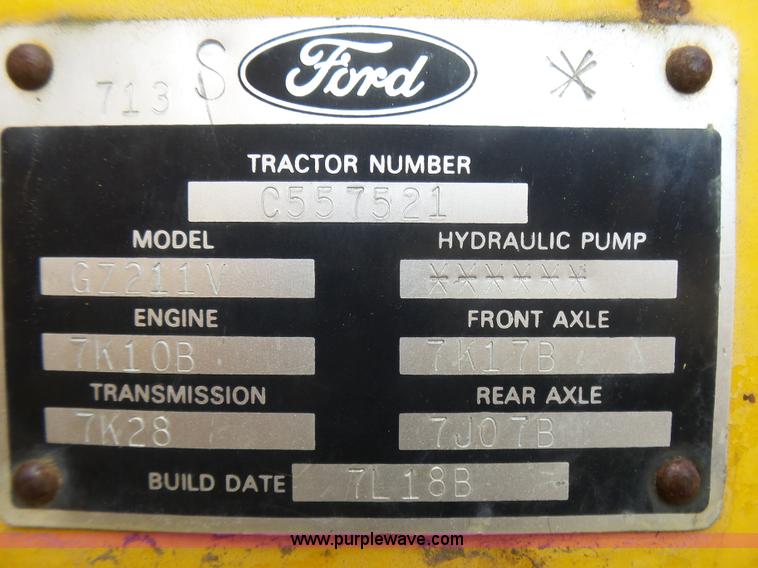 713 S Ford *
TRACTOR NUMBER
C557521
MODEL HYDRAULIC PUMP
GZ211V ******
ENGINE FRONT AXLE
7K10B 7K17B A
TRANSMISSION REAR AXLE
7K28 7J07B
BUILD DATE 7L18B
www.purplewave.com